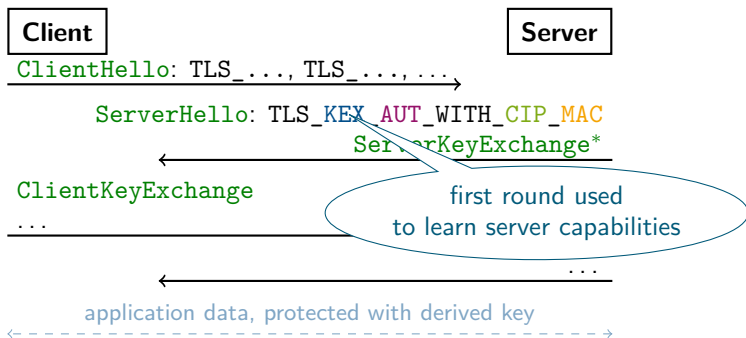 Client
Server
ClientHello: TLS_..., TLS_..., ...
ServerHello: TLS_KEX_AUT_WITH_CIP_MAC
ServerKeyExchange*
ClientKeyExchange
first round used
to learn server capabilities
...
...
application data, protected with derived key